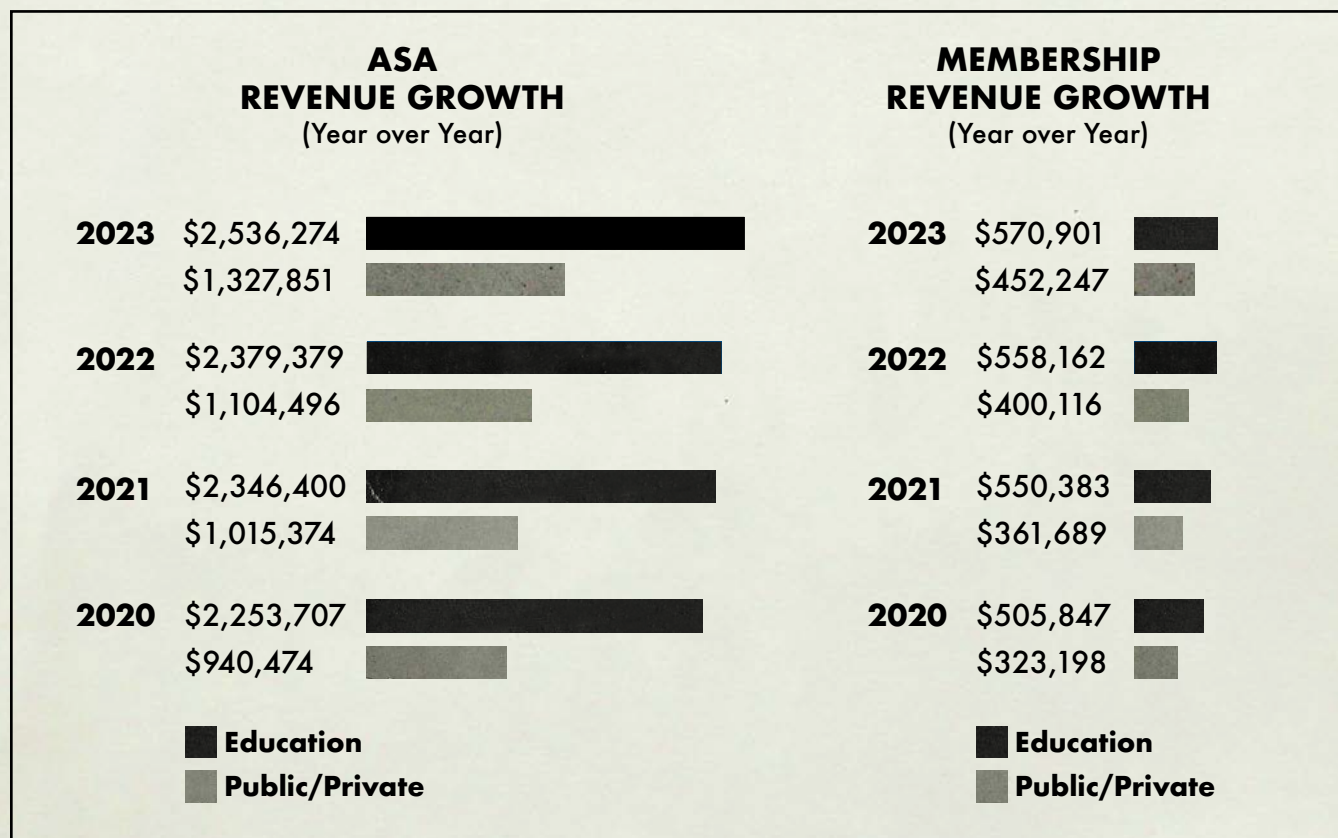 ASA
REVENUE GROWTH
(Year over Year)
2023 $2,536,274
$1,327,851
2022 $2,379,379
$1,104,496
2021 $2,346,400
$1,015,374
2020 $2,253,707
$940,474
Education
Public/Private
MEMBERSHIP
REVENUE GROWTH
(Year over Year)
2023 $570,901
$452,247
2022 $558,162
$400,116
2021 $550,383
$361,689
2020 $505,847
$323,198
Education
Public/Private